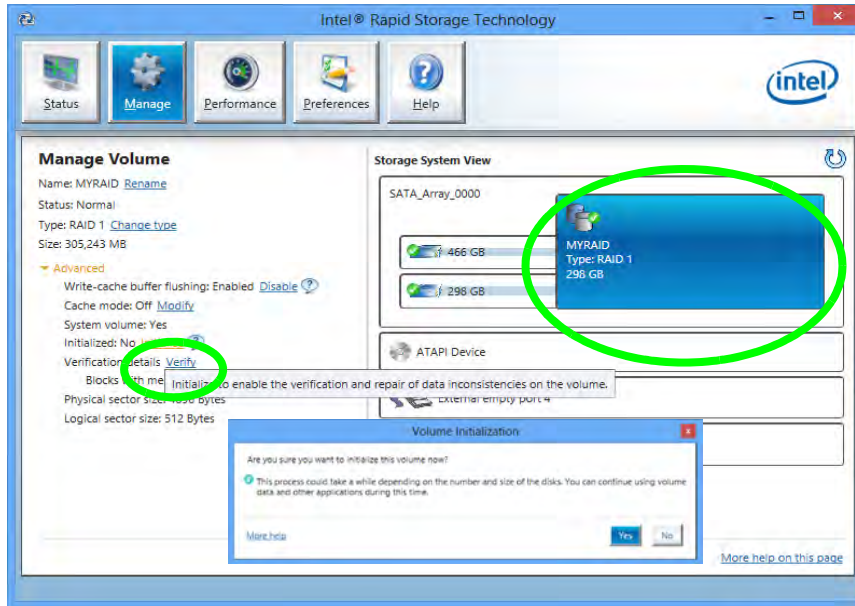 Intel® Rapid Storage Technology
Status
Manage
Performance
Preferences
Help
intel
Manage Volume
Name: MYRAID Rename
Status: Normal
Type: RAID 1 Change type
Size: 305,243 MB
Advanced
Write-cache buffer flushing: Enabled Disable
Cache mode: Off Modify
System volume: Yes
Initialized: No
Verification details Verify
Blocks with me
Initialize to enable the verification and repair of data inconsistencies on the volume.
Physical sector size: 4096 Bytes
Logical sector size: 512 Bytes
Storage System View
SATA_Array_0000
466 GB
298 GB
MYRAID
Type: RAID 1
298 GB
ATAPI Device
External empty port 4
Volume Initialization
Are you sure you want to initialize this volume now?
This process could take a while depending on the number and size of the disks. You can continue using volume
data and other applications during this time.
More help
Yes
No
More help on this page